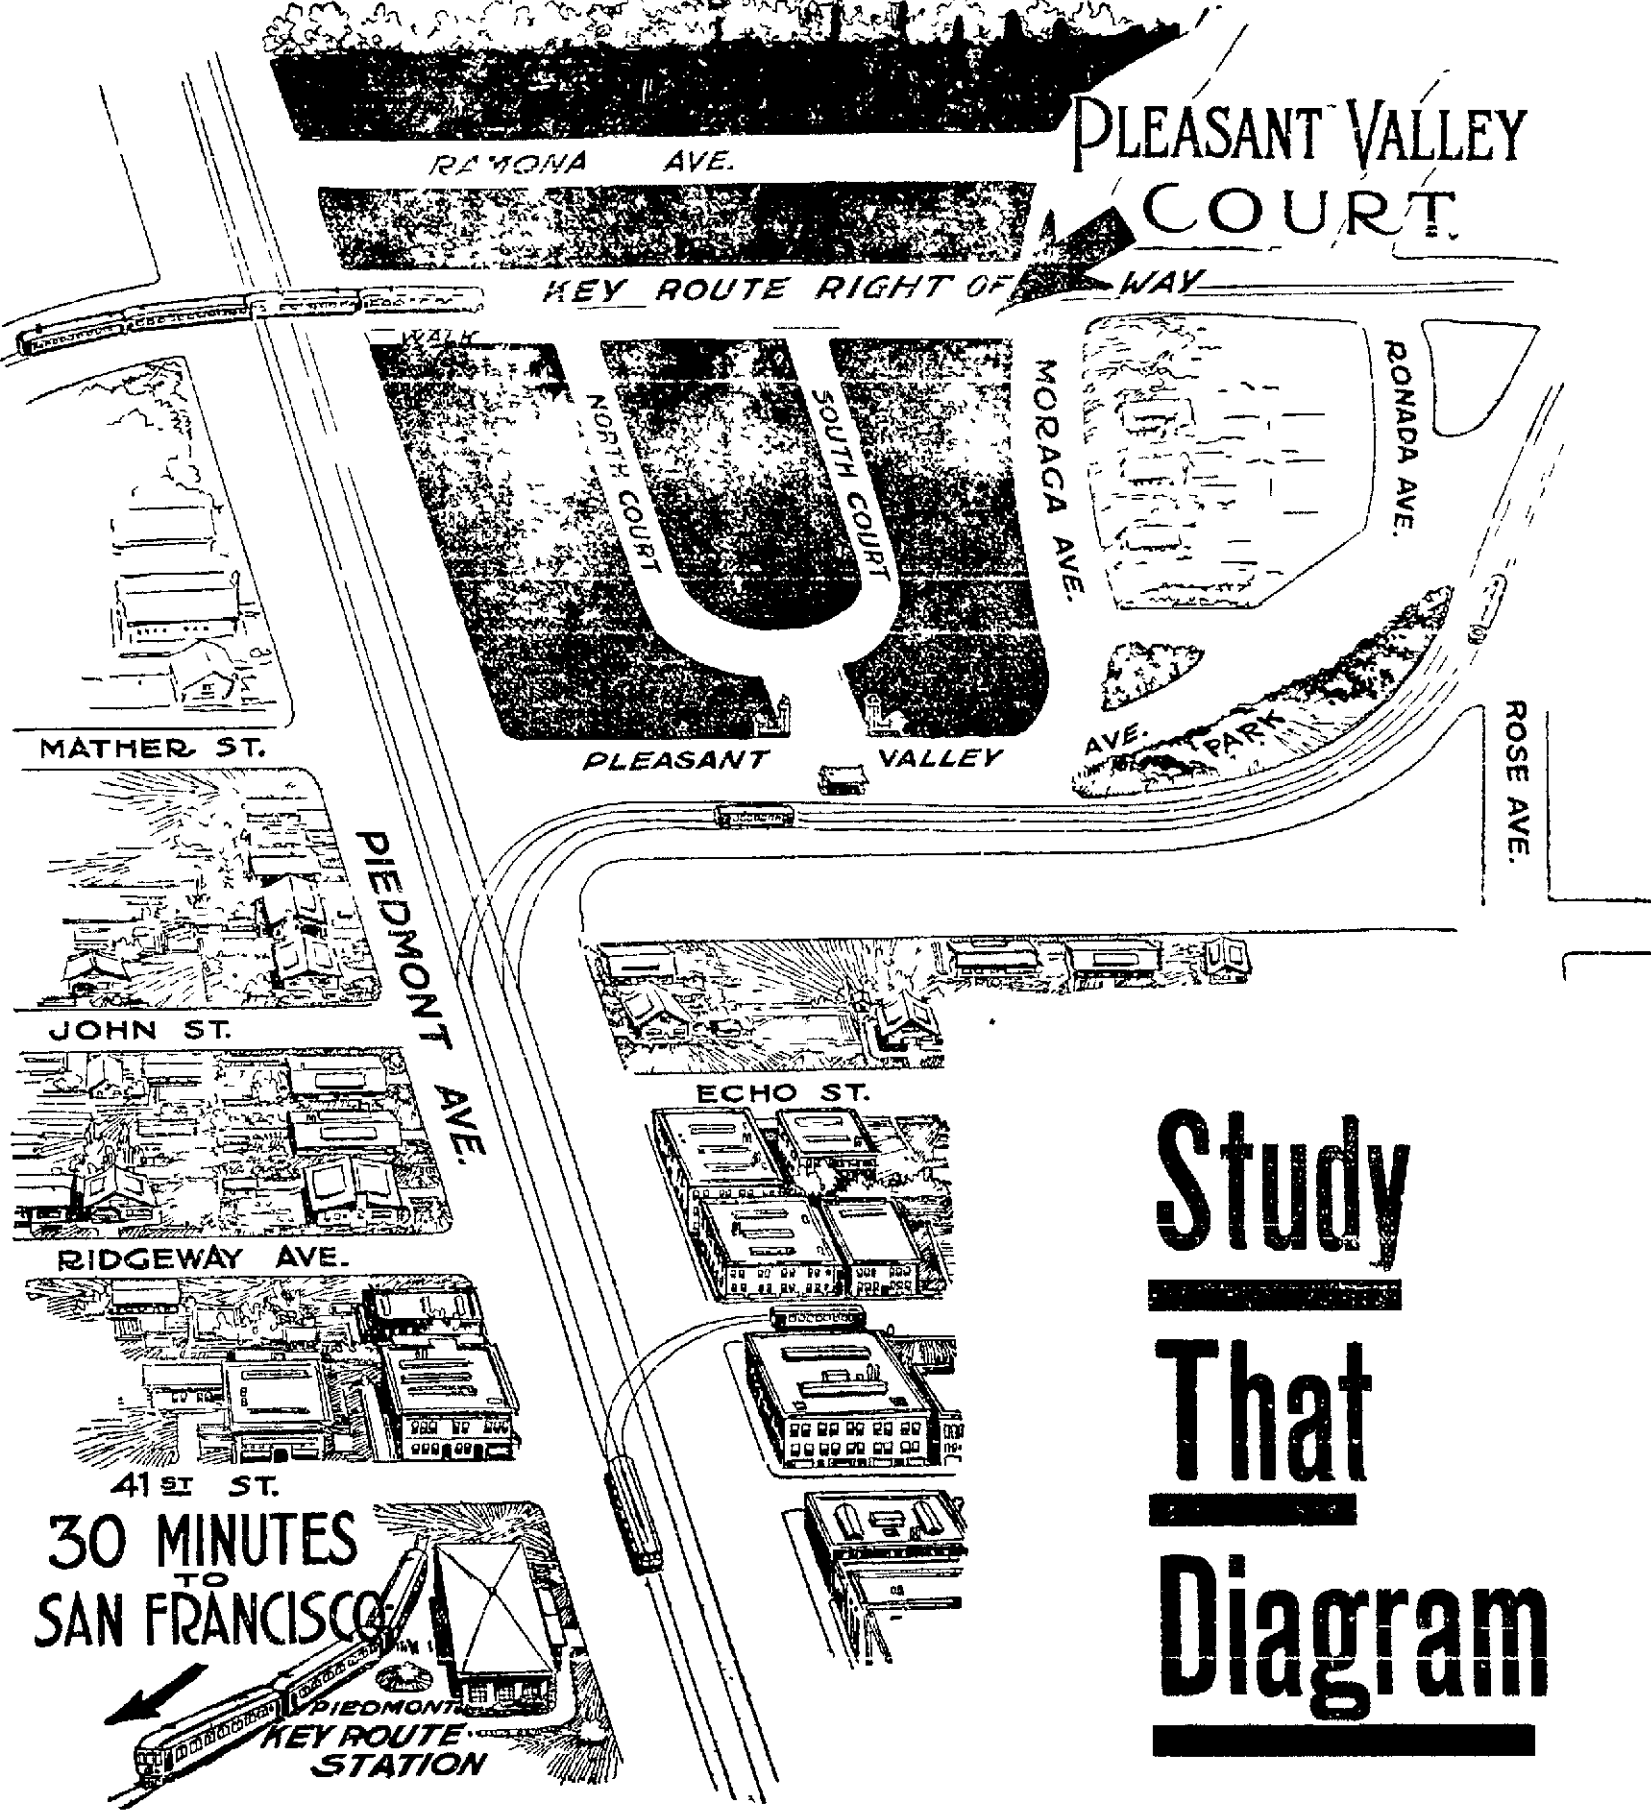 RAMONA AVE.
PLEASANT VALLEY
COURT.
KEY ROUTE RIGHT OF WAY
WALK
NORTH COURT
SOUTH COURT
MORAGA AVE.
RONADA AVE.
MATHER ST.
PLEASANT VALLEY AVE.
PARK
ROSE AVE.
PIEDMONT AVE.
JOHN ST.
ECHO ST.
RIDGEWAY AVE.
41ST ST.
30 MINUTES
TO
SAN FRANCISCO
PIEDMONT
KEY ROUTE
STATION
Study
That
Diagram